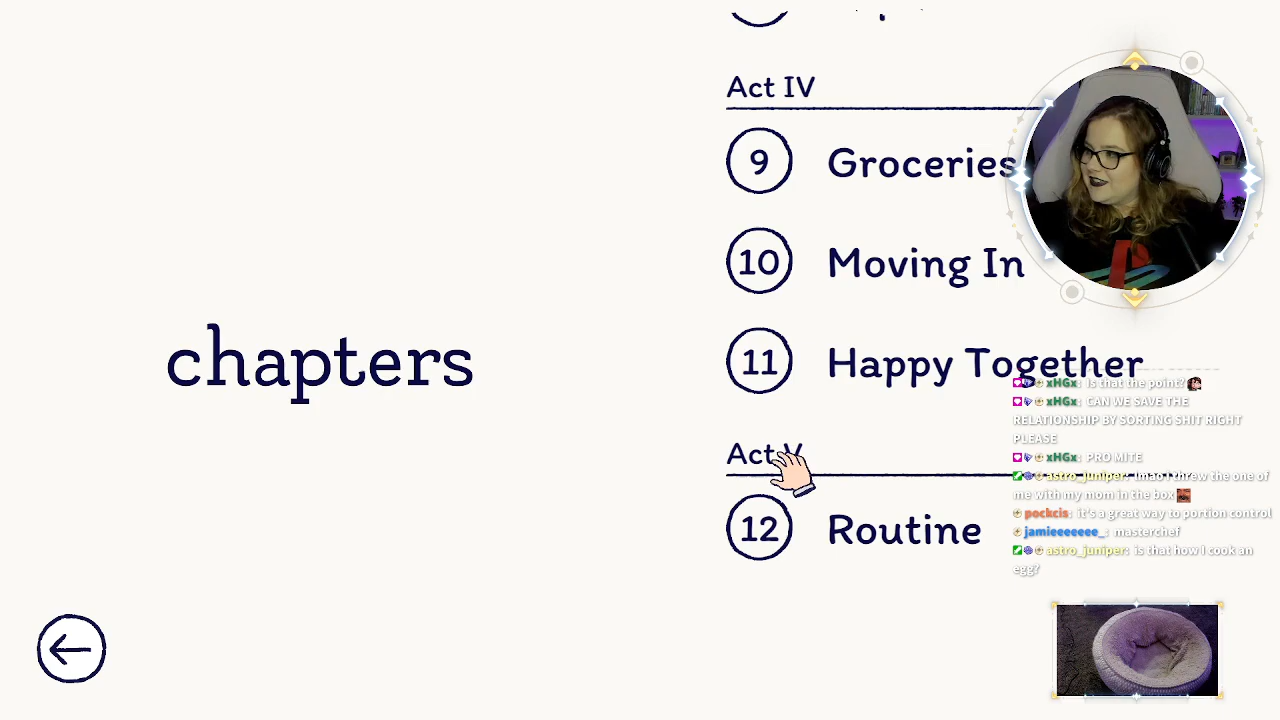 Act IV
9 Groceries
10 Moving In
11 Happy Together
chapters
Act V
12 Routine
xHGx: Is that the point?
xHGx: CAN WE SAVE THE
RELATIONSHIP BY SORTING SHIT RIGHT
PLEASE
xHGx: PRO MITE
astro_juniper: lmao I threw the one of
me with my mom in the box
pockcis: it's a great way to portion control
jamieeeeeee_: masterchef
astro_juniper: is that how I cook an
egg?